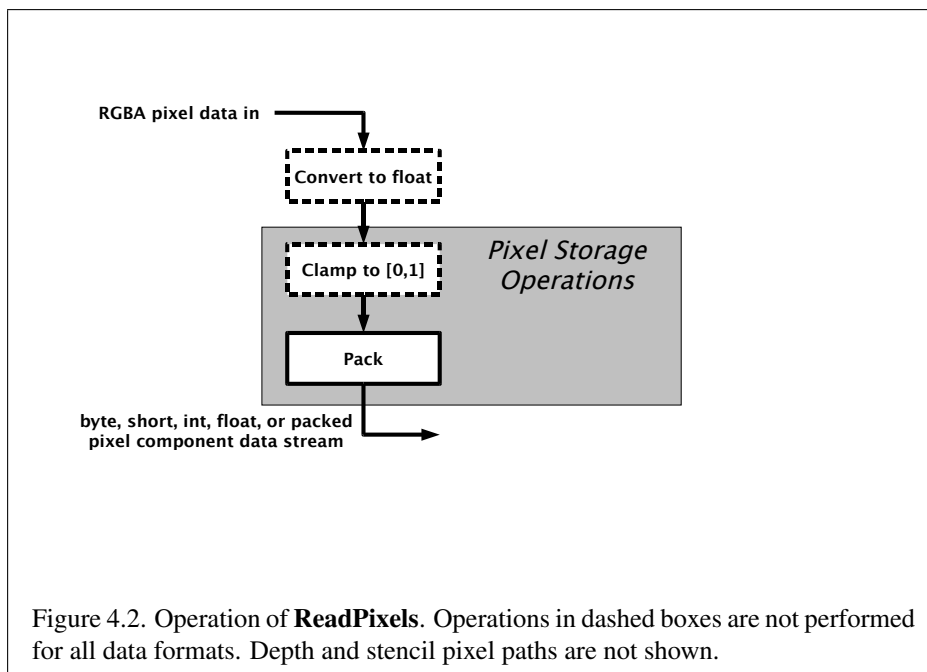 RGBA pixel data in
Convert to float
Pixel Storage
Operations
Clamp to [0,1]
Pack
byte, short, int, float, or packed
pixel component data stream
Figure 4.2. Operation of ReadPixels. Operations in dashed boxes are not performed
for all data formats. Depth and stencil pixel paths are not shown.